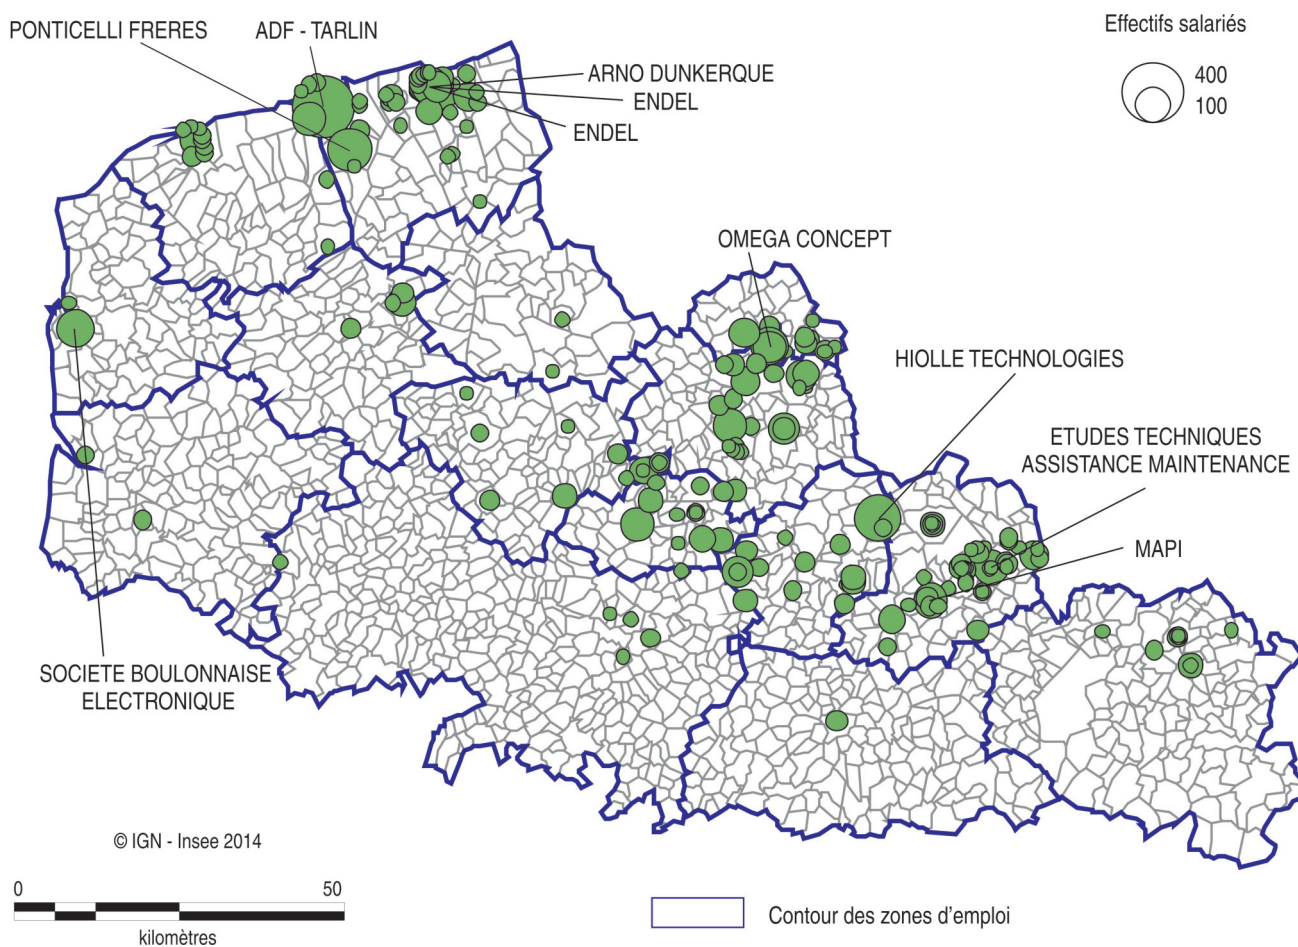 PONTICELLI FRERES
ADF - TARLIN
Effectifs salariés
400
100
ARNO DUNKERQUE
ENDEL
ENDEL
OMEGA CONCEPT
HIOLLE TECHNOLOGIES
ETUDES TECHNIQUES
ASSISTANCE MAINTENANCE
MAPI
SOCIETE BOULONNAISE
ELECTRONIQUE
© IGN - Insee 2014
0
50
kilomètres
Contour des zones d'emploi